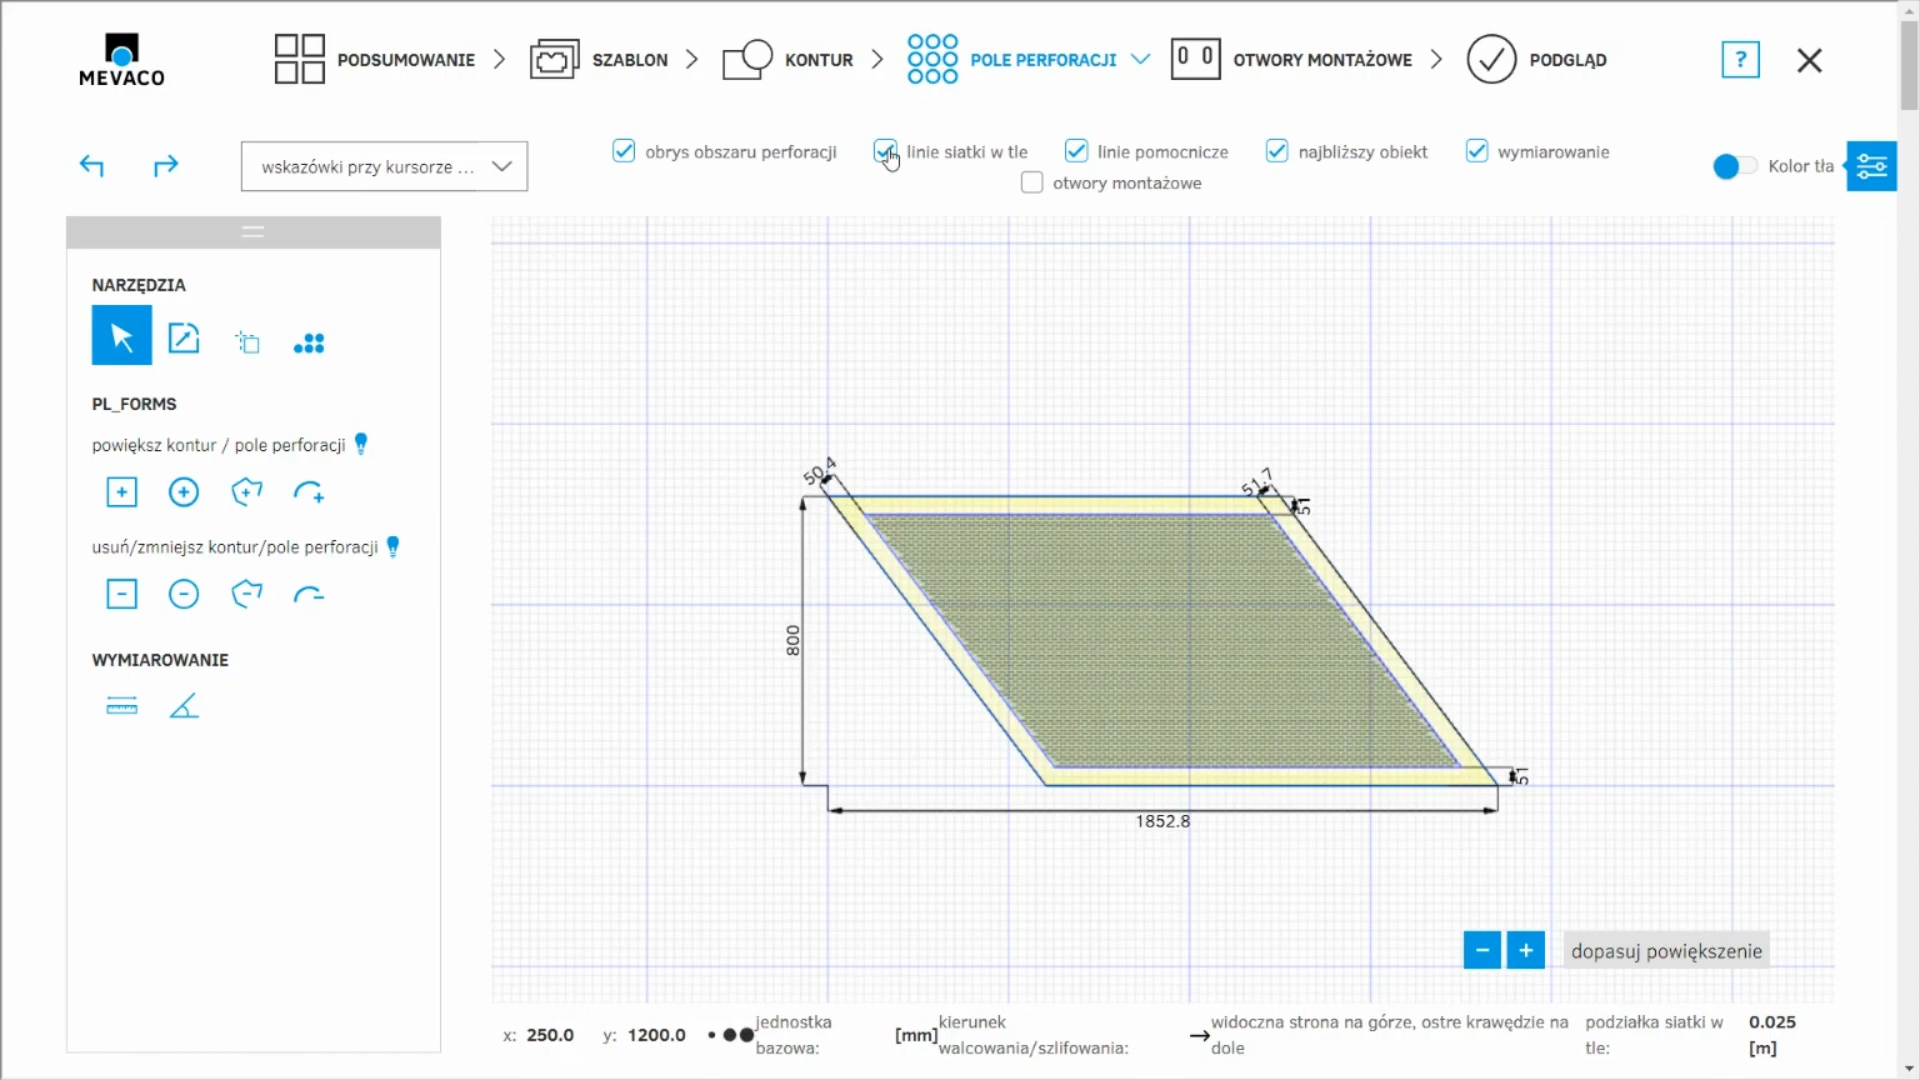 MEVACO
PODSUMOWANIE
SZABLON
KONTUR
POLE PERFORACJI
OTWORY MONTAŻOWE
PODGLĄD
?
wskazówki przy kursorze ...
obrys obszaru perforacji
linie siatki w tle
linie pomocnicze
najbliższy obiekt
wymiarowanie
otwory montażowe
Kolor tła
NARZĘDZIA
PL_FORMS
powiększ kontur / pole perforacji
usuń/zmniejsz kontur/pole perforacji
WYMIAROWANIE
50.4
51.7
51
800
51
1852.8
dopasuj powiększenie
x: 250.0
y: 1200.0
jednostka
bazowa:
[mm]
kierunek
walcowania/szlifowania:
widoczna strona na górze, ostre krawędzie na
dole
podziałka siatki w
tle:
0.025
[m]